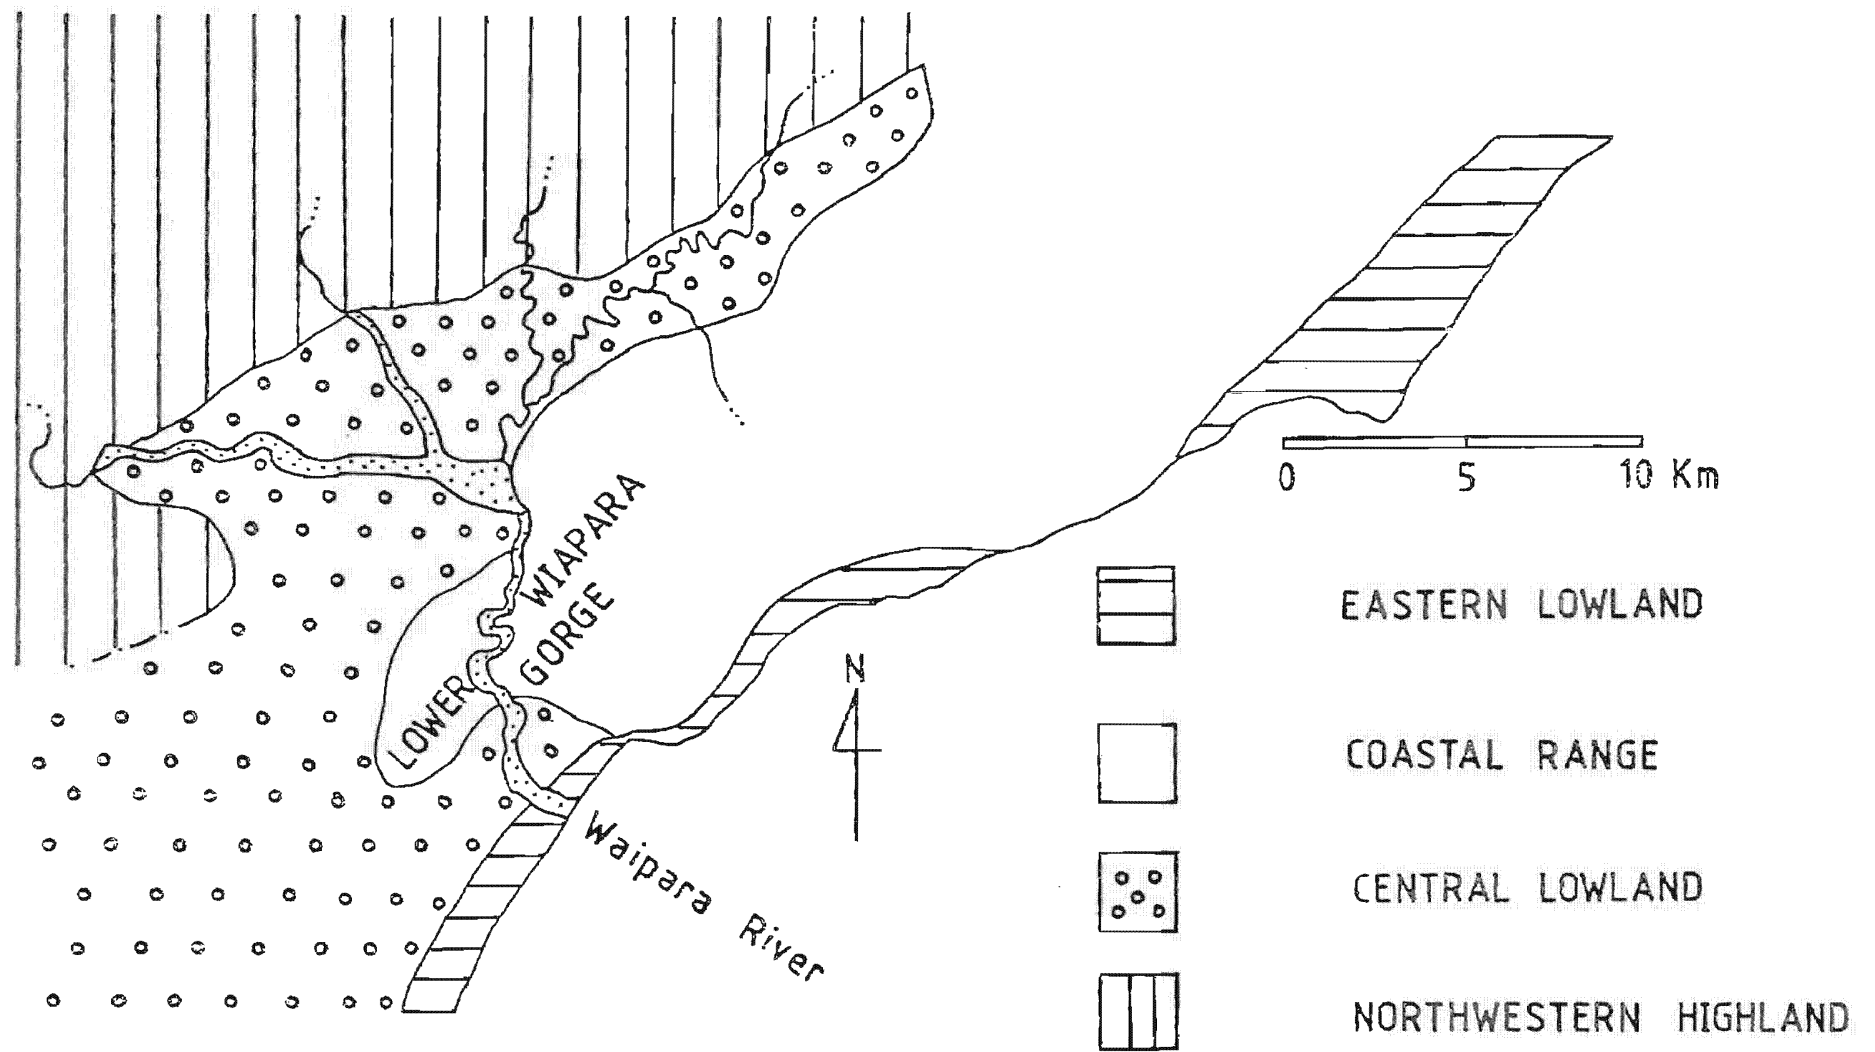 WIAPARA
LOWER GORGE
Waipara River
N
0 5 10 Km
EASTERN LOWLAND
COASTAL RANGE
CENTRAL LOWLAND
NORTHWESTERN HIGHLAND